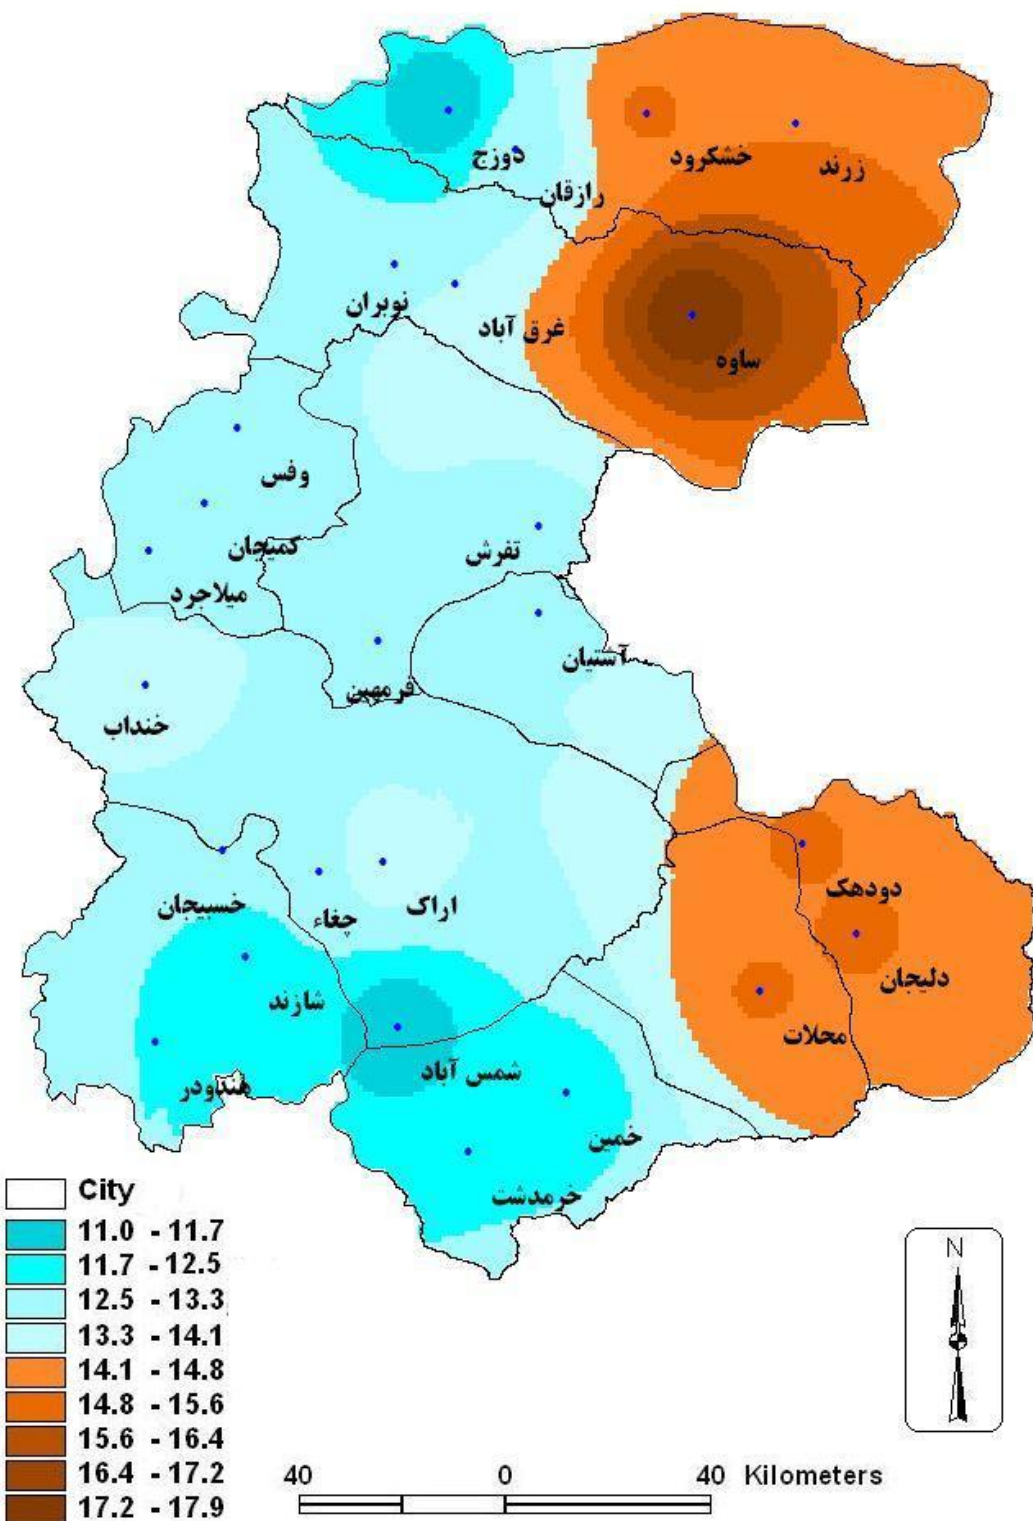 دوزج
خشکرود
زرند
رازقان
نوبران
غرق آباد
ساوه
وفس
کمیجان
تفرش
میلاجرد
آشتیان
فرمهین
خنداب
دودهک
خسبیجان
چغاء
اراک
دلیجان
شازند
محلات
شمس آباد
هندودر
خمین
خرمدشت
City
11.0 - 11.7
11.7 - 12.5
12.5 - 13.3
13.3 - 14.1
14.1 - 14.8
14.8 - 15.6
15.6 - 16.4
16.4 - 17.2
17.2 - 17.9
N
40 0 40 Kilometers